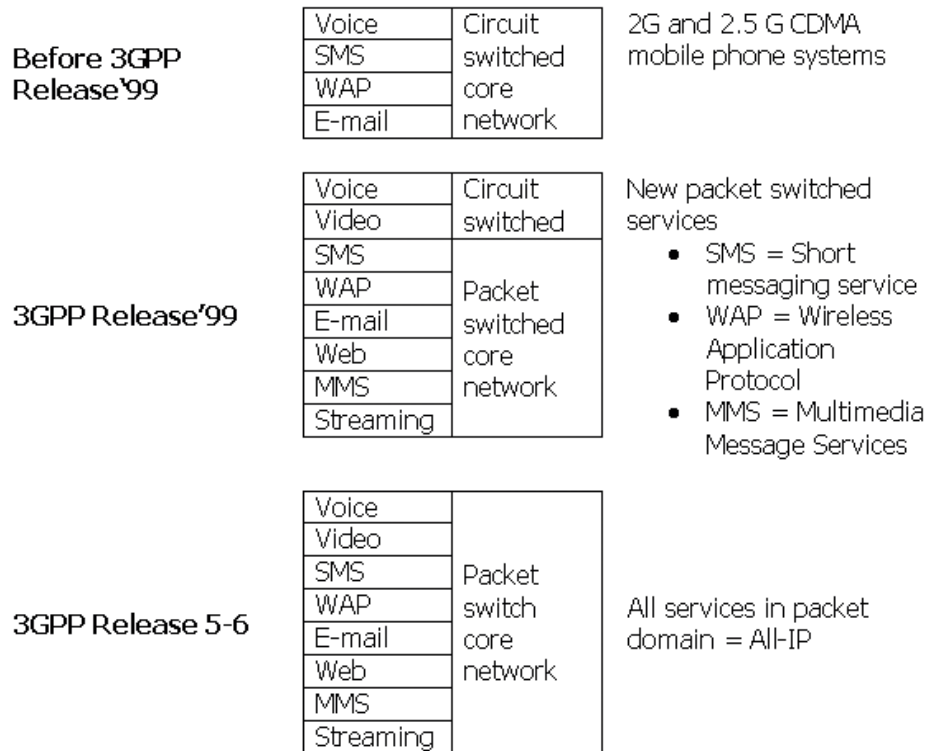 Before 3GPP
Release'99
Voice
SMS
WAP
E-mail
Circuit
switched
core
network
2G and 2.5 G CDMA
mobile phone systems
3GPP Release'99
Voice
Video
Circuit
switched
SMS
WAP
E-mail
Web
MMS
Streaming
Packet
switched
core
network
New packet switched
services
• SMS = Short
messaging service
• WAP = Wireless
Application
Protocol
• MMS = Multimedia
Message Services
3GPP Release 5-6
Voice
Video
SMS
WAP
E-mail
Web
MMS
Streaming
Packet
switch
core
network
All services in packet
domain = All-IP